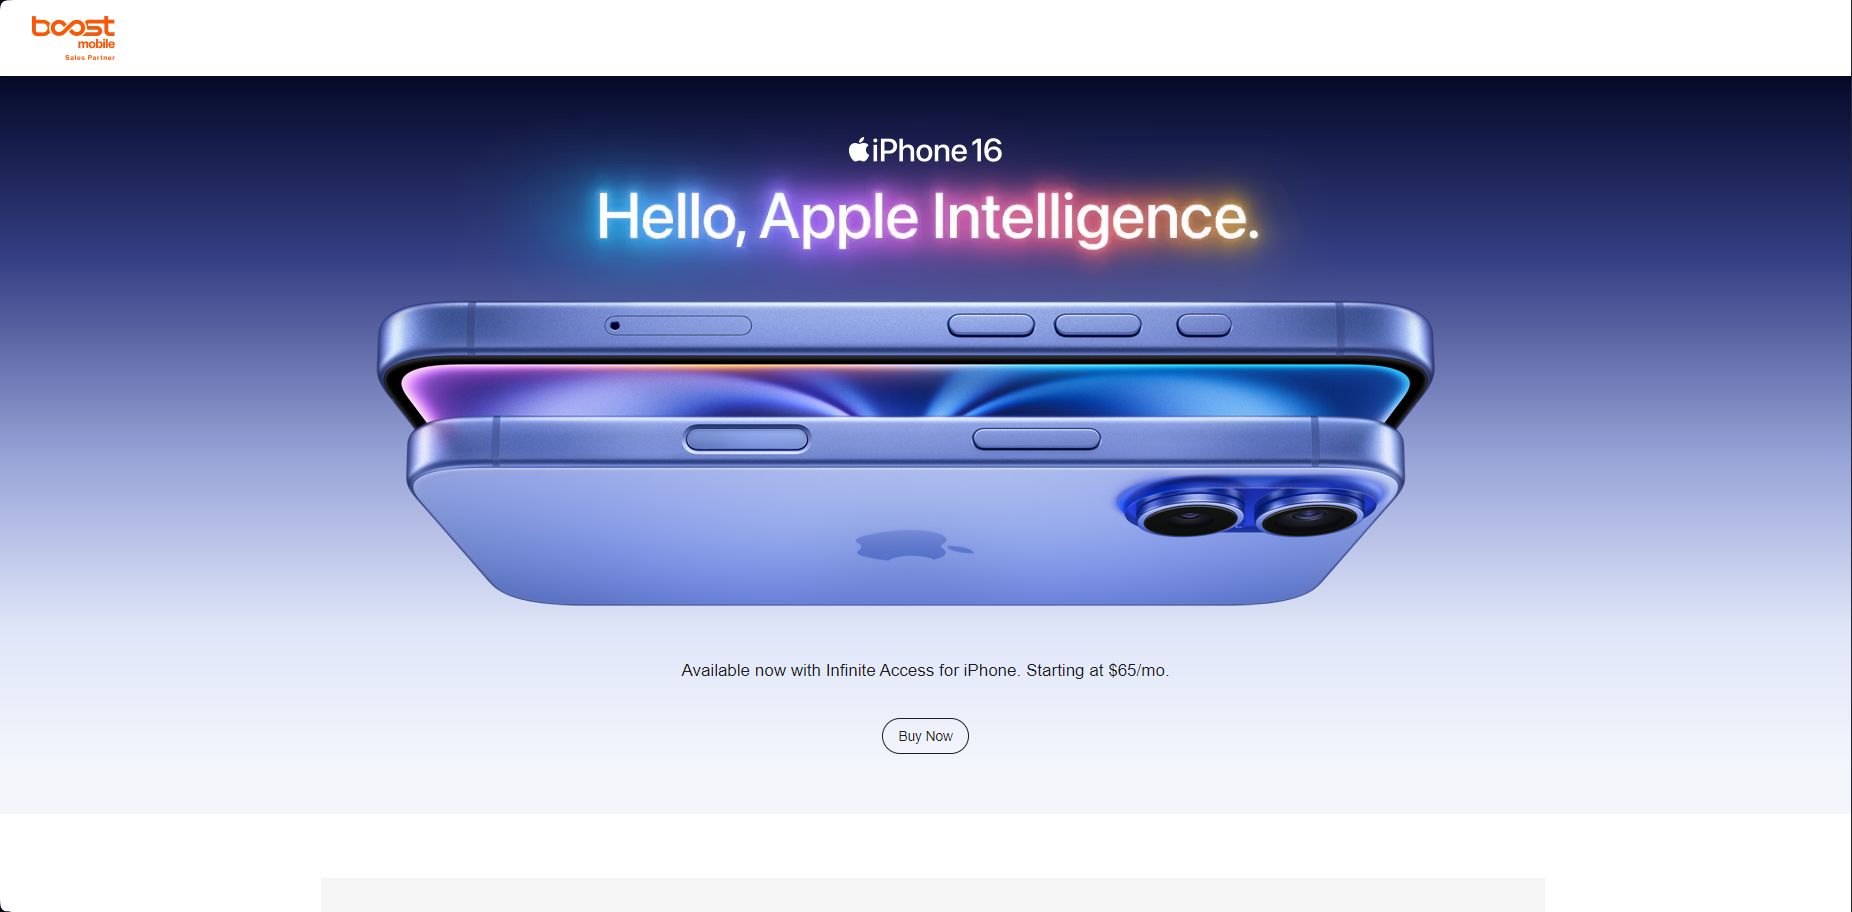 boost
mobile
Sales Partner
iPhone 16
Hello, Apple Intelligence.
Available now with Infinite Access for iPhone. Starting at $65/mo.
Buy Now